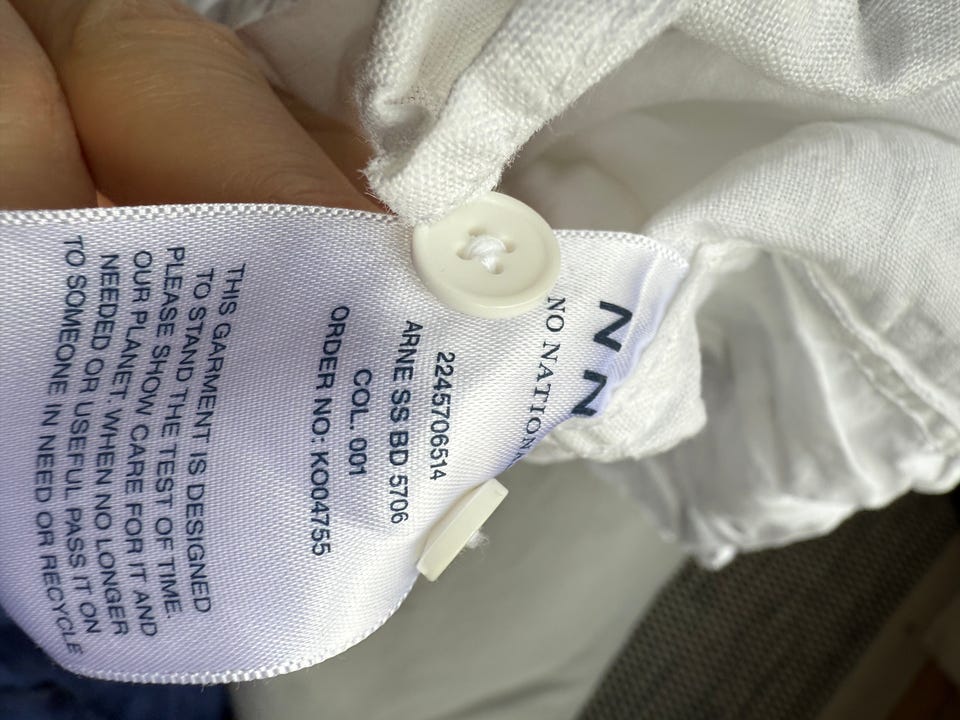 NN
NO NATION
2245706514
ARNE SS BD 5706
COL. 001
ORDER NO: KO04755
THIS GARMENT IS DESIGNED
TO STAND THE TEST OF TIME.
PLEASE SHOW CARE FOR IT AND
OUR PLANET. WHEN NO LONGER
NEEDED OR USEFUL PASS IT ON
TO SOMEONE IN NEED OR RECYCLE